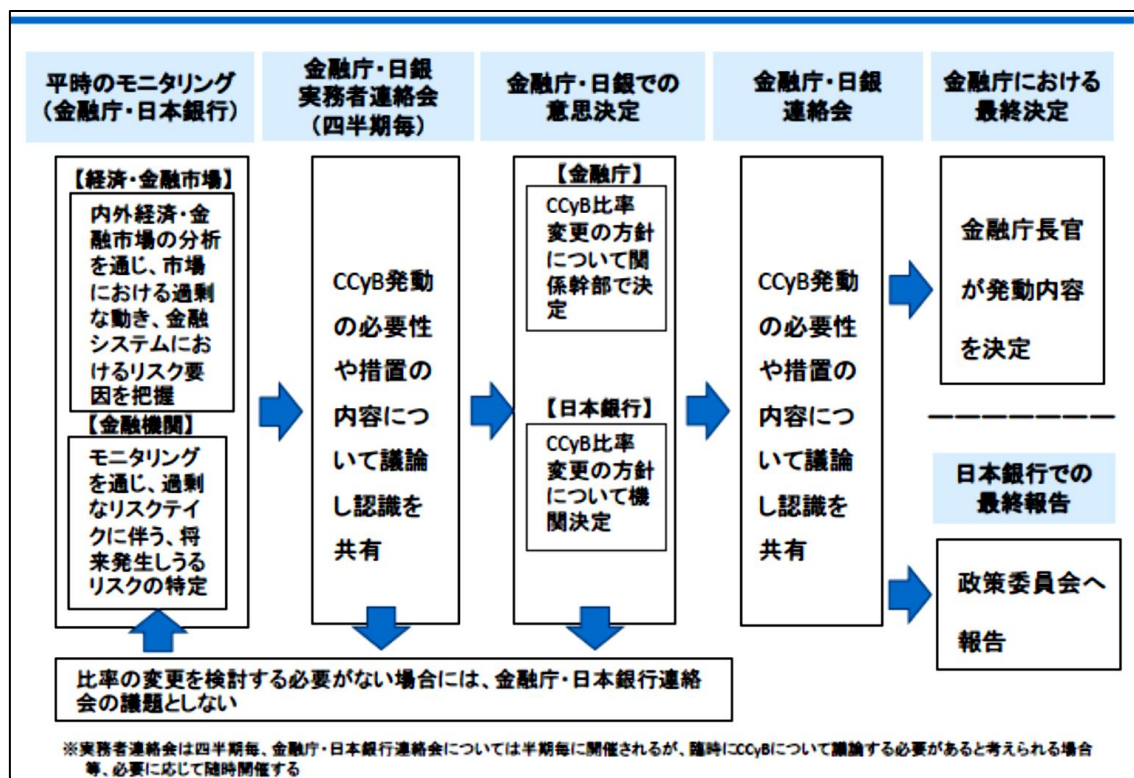 平時のモニタリング
（金融庁・日本銀行）
金融庁・日銀
実務者連絡会
（四半期毎）
金融庁・日銀での
意思決定
金融庁・日銀
連絡会
金融庁における
最終決定
【経済・金融市場】
内外経済・金
融市場の分析
を通じ、市場
における過剰
な動き、金融
システムにお
けるリスク要
因を把握
【金融機関】
モニタリング
を通じ、過剰
なリスクテイ
クに伴う、将
来発生しうる
リスクの特定
CCyB発動
の必要性
や措置の
内容につ
いて議論
し認識を
共有
【金融庁】
CCyB比率
変更の方針
について関
係幹部で決
定
【日本銀行】
CCyB比率
変更の方針
について機
関決定
CCyB発動
の必要性
や措置の
内容につ
いて議論
し認識を
共有
金融庁長官
が発動内容
を決定
日本銀行での
最終報告
政策委員会へ
報告
比率の変更を検討する必要がない場合には、金融庁・日本銀行連絡
会の議題としない
※実務者連絡会は四半期毎、金融庁・日本銀行連絡会については半期毎に開催されるが、臨時にCCyBについて議論する必要があると考えられる場合
等、必要に応じて随時開催する